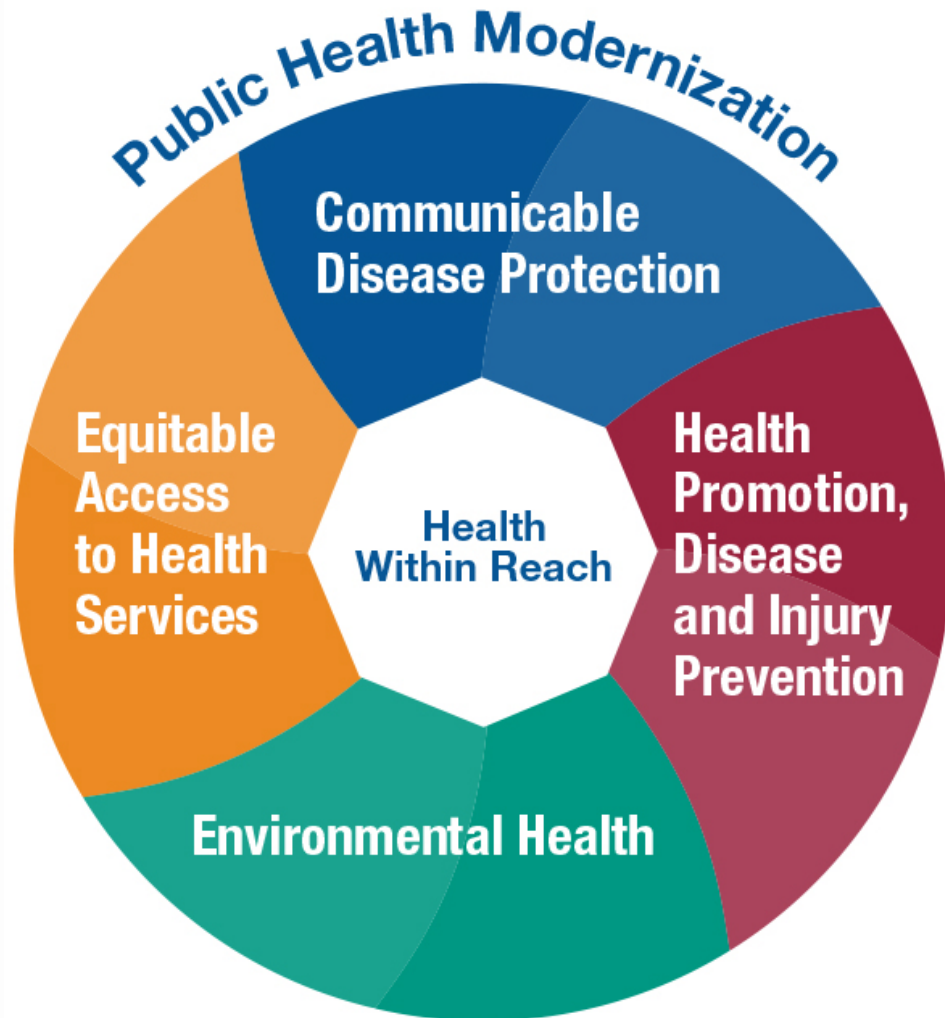 Public Health Modernization
Communicable
Disease Protection
Health
Promotion,
Disease
and Injury
Prevention
Environmental Health
Equitable
Access
to Health
Services
Health
Within Reach